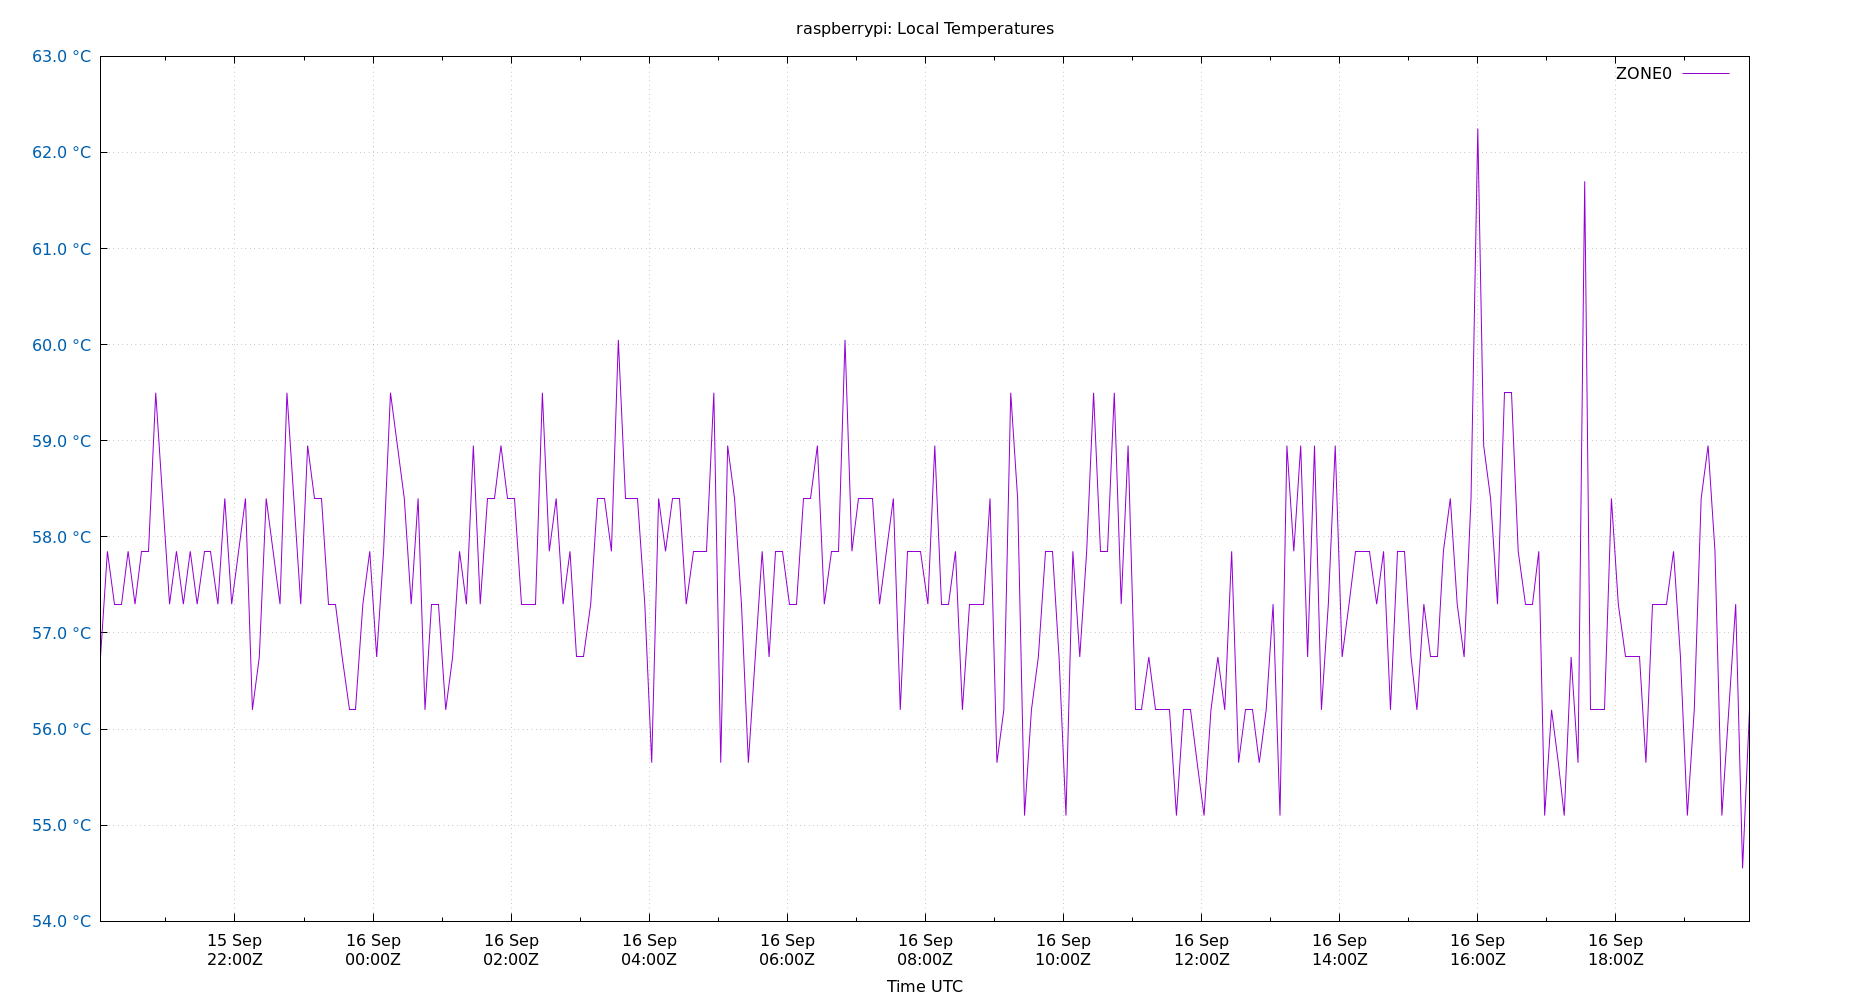 raspberrypi: Local Temperatures
63.0 °C
ZONE0
62.0 °C
61.0 °C
60.0 °C
59.0 °C
58.0 °C
57.0 °C
56.0 °C
55.0 °C
54.0 °C
15 Sep 16 Sep 16 Sep 16 Sep 16 Sep 16 Sep 16 Sep 16 Sep 16 Sep 16 Sep 16 Sep
22:00Z 00:00Z 02:00Z 04:00Z 06:00Z 08:00Z 10:00Z 12:00Z 14:00Z 16:00Z 18:00Z
Time UTC